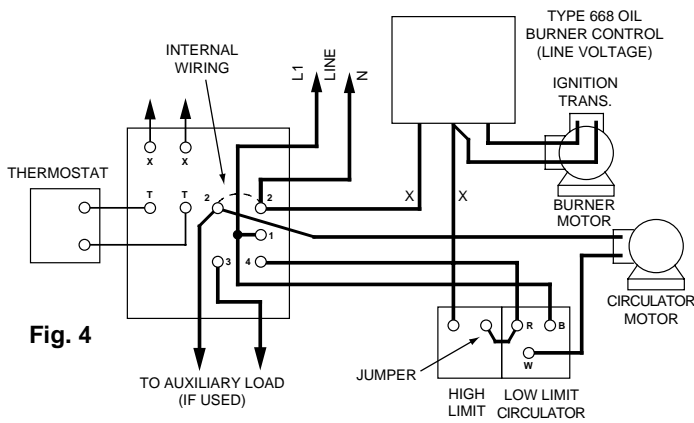 TYPE 668 OIL
BURNER CONTROL
(LINE VOLTAGE)
INTERNAL
WIRING
L1
LINE
N
IGNITION
TRANS.
X
X
THERMOSTAT
T
T
2
2
X
X
BURNER
MOTOR
1
3
4
CIRCULATOR
MOTOR
R
B
Fig. 4
W
JUMPER
TO AUXILIARY LOAD
(IF USED)
HIGH
LIMIT
LOW LIMIT
CIRCULATOR